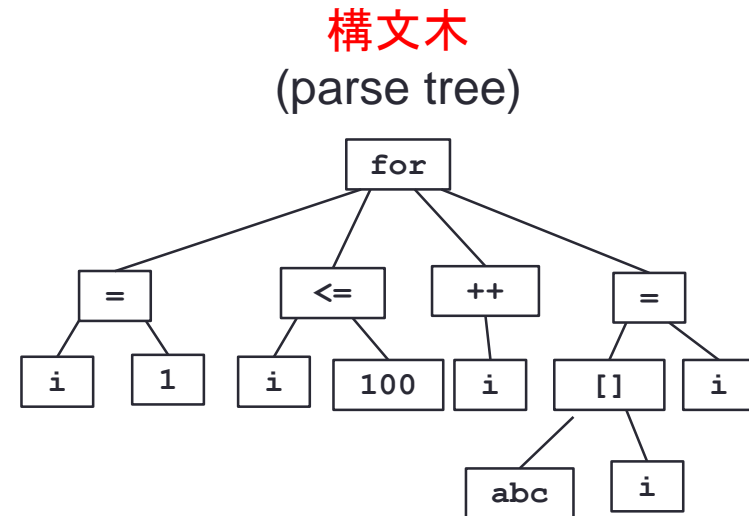 構文木
(parse tree)
for
= <= ++ =
i 1 i 100 i [] i
abc i